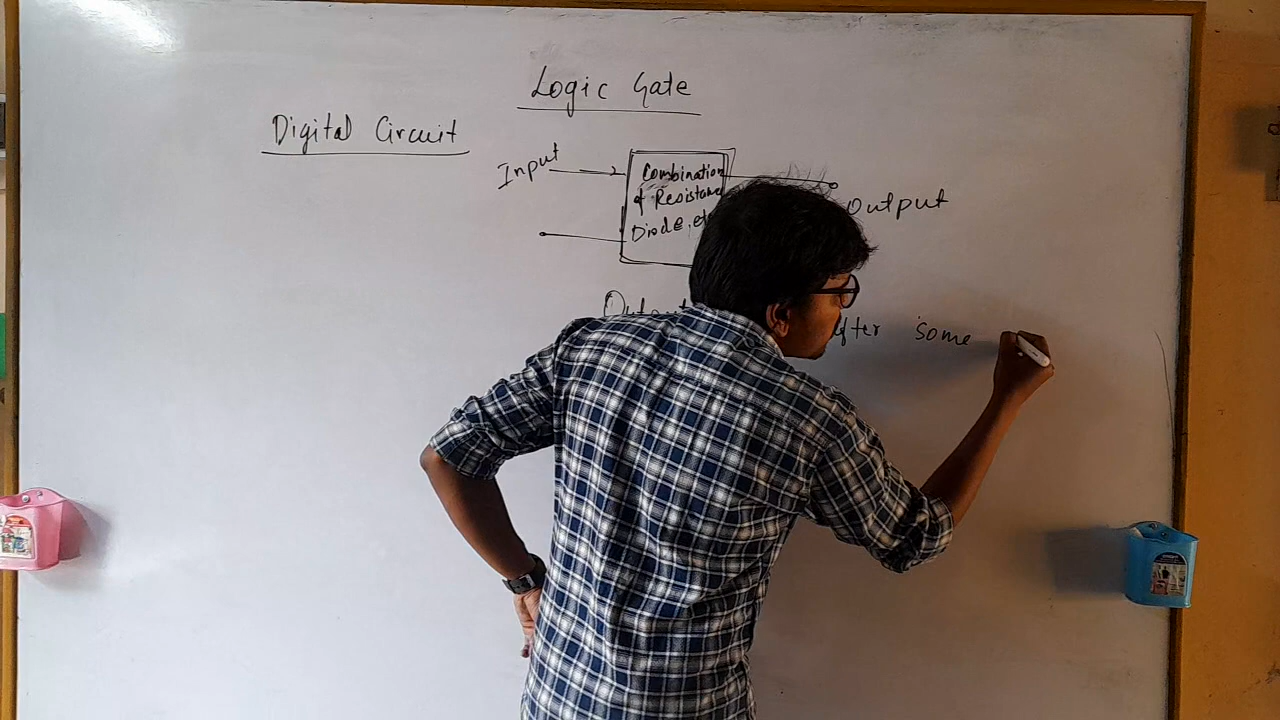 Logic Gate
Digital Circuit
Input
Combination
of Resistance
Diode, etc
Output
after some